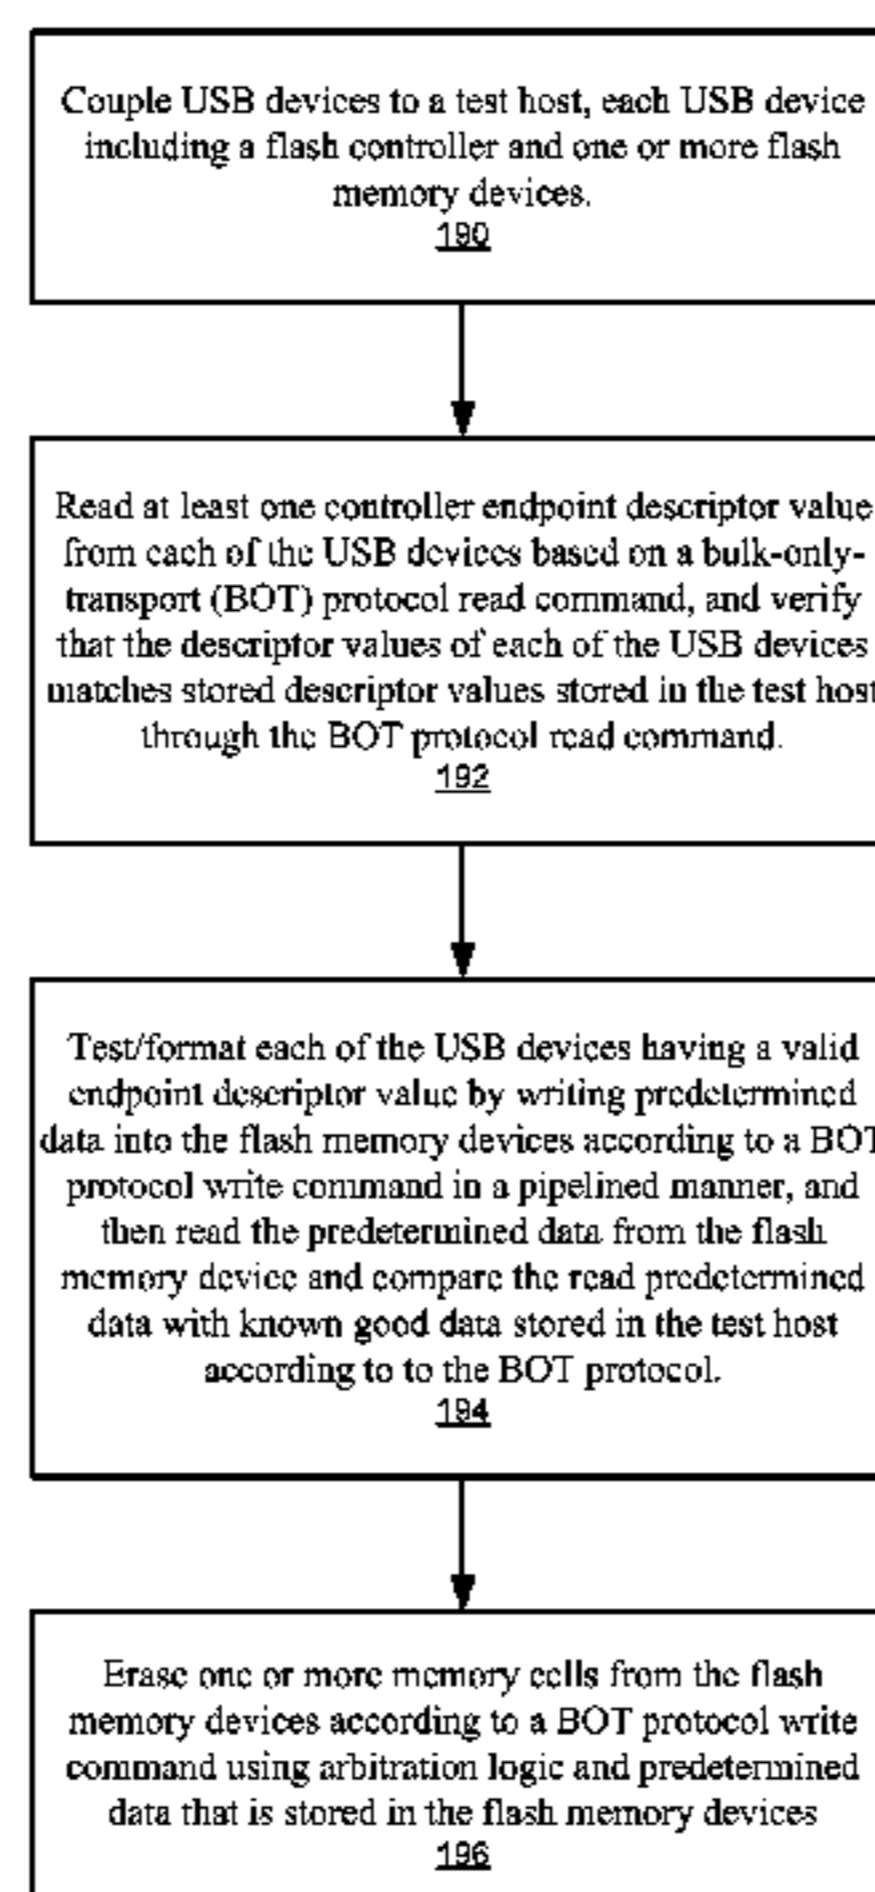 Couple USB devices to a test host, each USB device
including a flash controller and one or more flash
memory devices.
190
Read at least one controller endpoint descriptor value
from each of the USB devices based on a bulk-only-
transport (BOT) protocol read command, and verify
that the descriptor values of each of the USB devices
matches stored descriptor values stored in the test host
through the BOT protocol read command.
192
Test/format each of the USB devices having a valid
endpoint descriptor value by writing predetermined
data into the flash memory devices according to a BOT
protocol write command in a pipelined manner, and
then read the predetermined data from the flash
memory device and compare the read predetermined
data with known good data stored in the test host
according to to the BOT protocol.
194
Erase one or more memory cells from the flash
memory devices according to a BOT protocol write
command using arbitration logic and predetermined
data that is stored in the flash memory devices
196